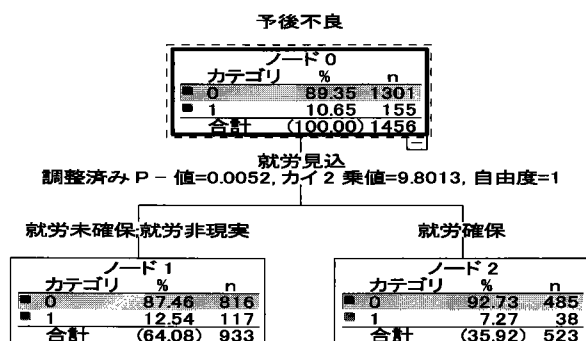 予後不良
ノード 0
カテゴリ % n
0 89.35 1301
1 10.65 155
合計 (100.00) 1456
就労見込
調整済み P - 値=0.0052, カイ2 乗値=9.8013, 自由度=1
就労未確保;就労非現実
就労確保
ノード 1
カテゴリ % n
0 87.46 816
1 12.54 117
合計 (64.08) 933
ノード 2
カテゴリ % n
0 92.73 485
1 7.27 38
合計 (35.92) 523